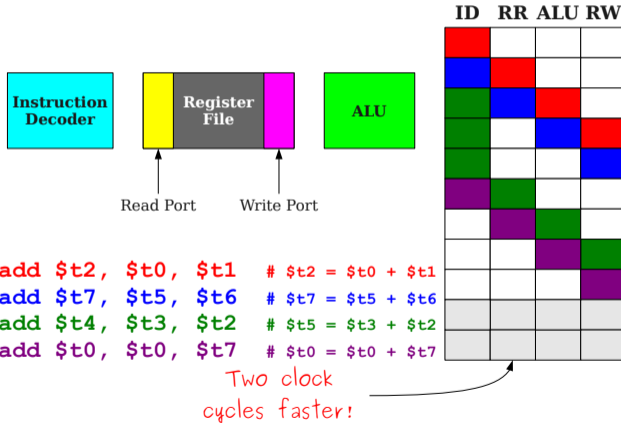 ID RR ALU RW
Instruction
Decoder
Register
File
ALU
Read Port
Write Port
add $t2, $t0, $t1 # $t2 = $t0 + $t1
add $t7, $t5, $t6 # $t7 = $t5 + $t6
add $t4, $t3, $t2 # $t5 = $t3 + $t2
add $t0, $t0, $t7 # $t0 = $t0 + $t7
Two clock
cycles faster!